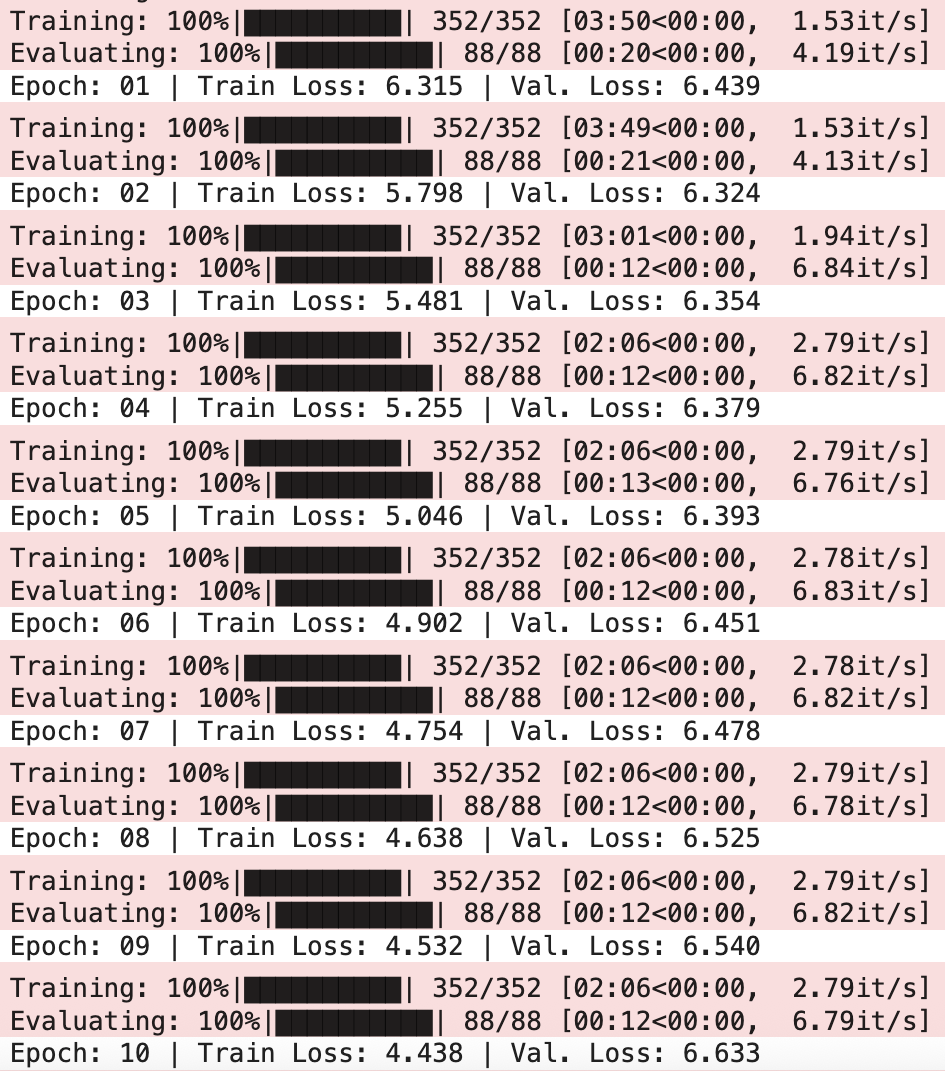 Training: 100%|██████████| 352/352 [03:50<00:00,  1.53it/s]
Evaluating: 100%|██████████| 88/88 [00:20<00:00,  4.19it/s]
Epoch: 01 | Train Loss: 6.315 | Val. Loss: 6.439
Training: 100%|██████████| 352/352 [03:49<00:00,  1.53it/s]
Evaluating: 100%|██████████| 88/88 [00:21<00:00,  4.13it/s]
Epoch: 02 | Train Loss: 5.798 | Val. Loss: 6.324
Training: 100%|██████████| 352/352 [03:01<00:00,  1.94it/s]
Evaluating: 100%|██████████| 88/88 [00:12<00:00,  6.84it/s]
Epoch: 03 | Train Loss: 5.481 | Val. Loss: 6.354
Training: 100%|██████████| 352/352 [02:06<00:00,  2.79it/s]
Evaluating: 100%|██████████| 88/88 [00:12<00:00,  6.82it/s]
Epoch: 04 | Train Loss: 5.255 | Val. Loss: 6.379
Training: 100%|██████████| 352/352 [02:06<00:00,  2.79it/s]
Evaluating: 100%|██████████| 88/88 [00:13<00:00,  6.76it/s]
Epoch: 05 | Train Loss: 5.046 | Val. Loss: 6.393
Training: 100%|██████████| 352/352 [02:06<00:00,  2.78it/s]
Evaluating: 100%|██████████| 88/88 [00:12<00:00,  6.83it/s]
Epoch: 06 | Train Loss: 4.902 | Val. Loss: 6.451
Training: 100%|██████████| 352/352 [02:06<00:00,  2.78it/s]
Evaluating: 100%|██████████| 88/88 [00:12<00:00,  6.82it/s]
Epoch: 07 | Train Loss: 4.754 | Val. Loss: 6.478
Training: 100%|██████████| 352/352 [02:06<00:00,  2.79it/s]
Evaluating: 100%|██████████| 88/88 [00:12<00:00,  6.78it/s]
Epoch: 08 | Train Loss: 4.638 | Val. Loss: 6.525
Training: 100%|██████████| 352/352 [02:06<00:00,  2.79it/s]
Evaluating: 100%|██████████| 88/88 [00:12<00:00,  6.82it/s]
Epoch: 09 | Train Loss: 4.532 | Val. Loss: 6.540
Training: 100%|██████████| 352/352 [02:06<00:00,  2.79it/s]
Evaluating: 100%|██████████| 88/88 [00:12<00:00,  6.79it/s]
Epoch: 10 | Train Loss: 4.438 | Val. Loss: 6.633